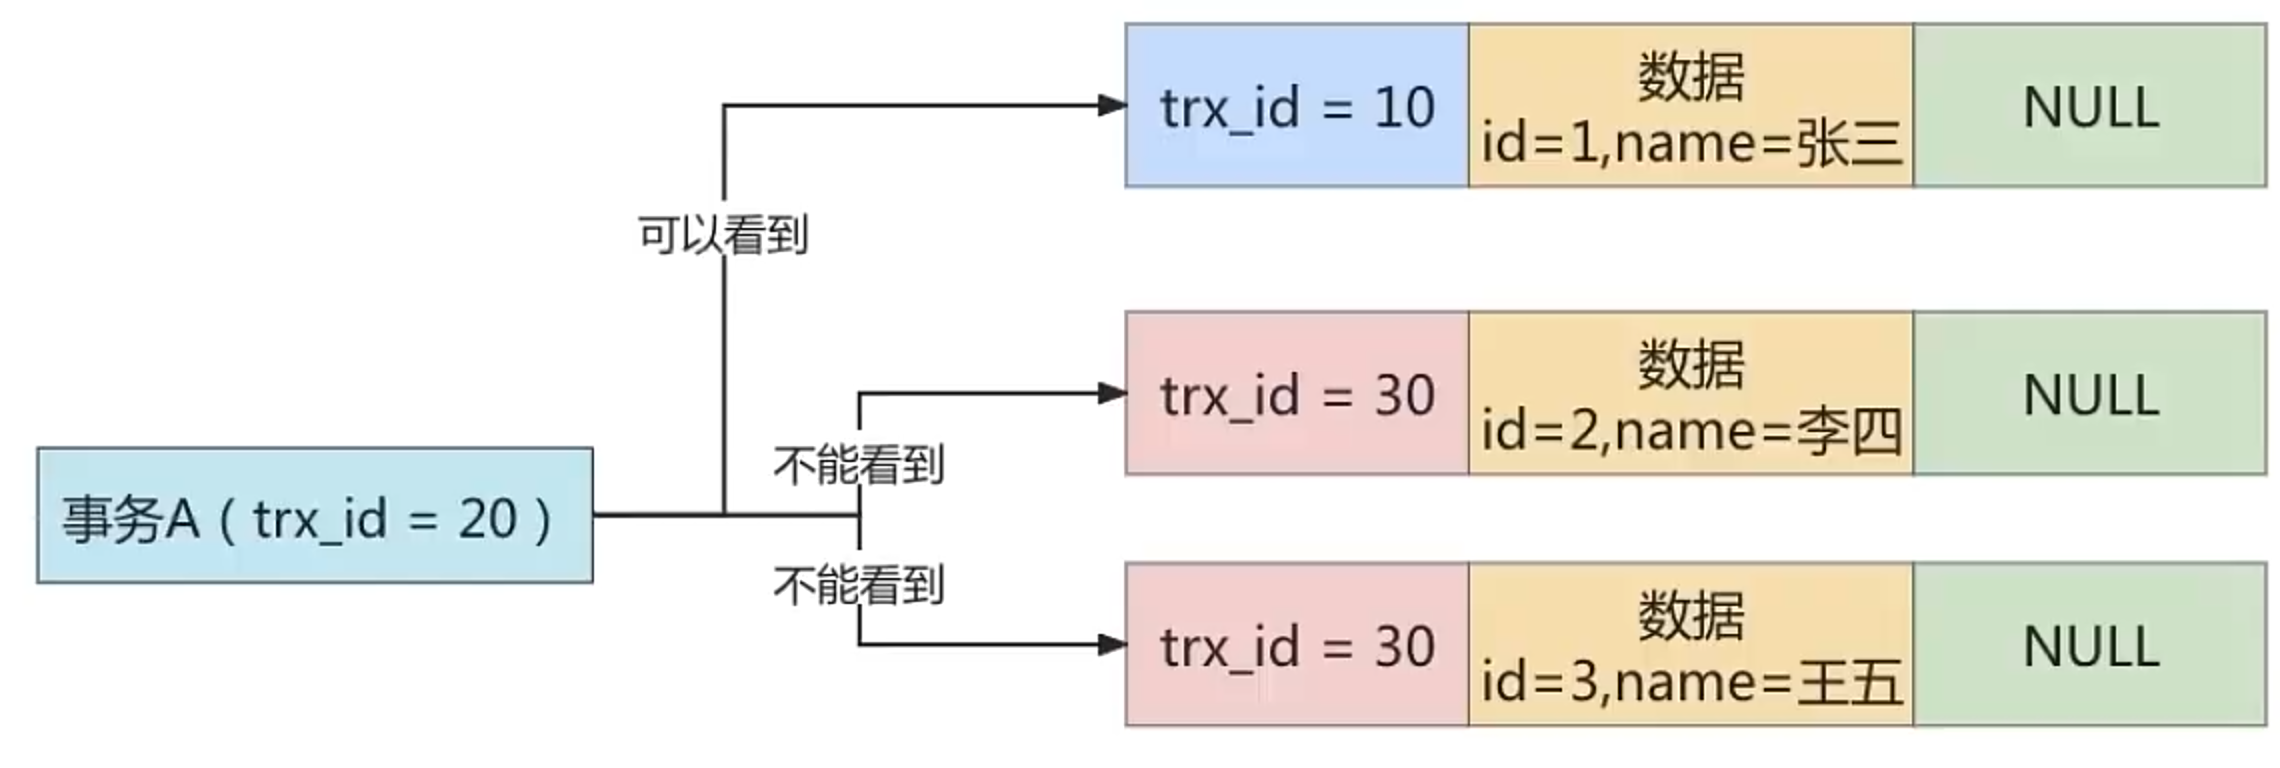 trx_id = 10
数据
id=1,name=张三
NULL
可以看到
trx_id = 30
数据
id=2,name=李四
NULL
不能看到
事务A ( trx_id = 20 )
不能看到
trx_id = 30
数据
id=3,name=王五
NULL